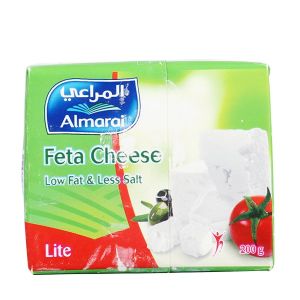 المراعي
Almarai
Feta Cheese
Low Fat & Less Salt
Lite
200 g